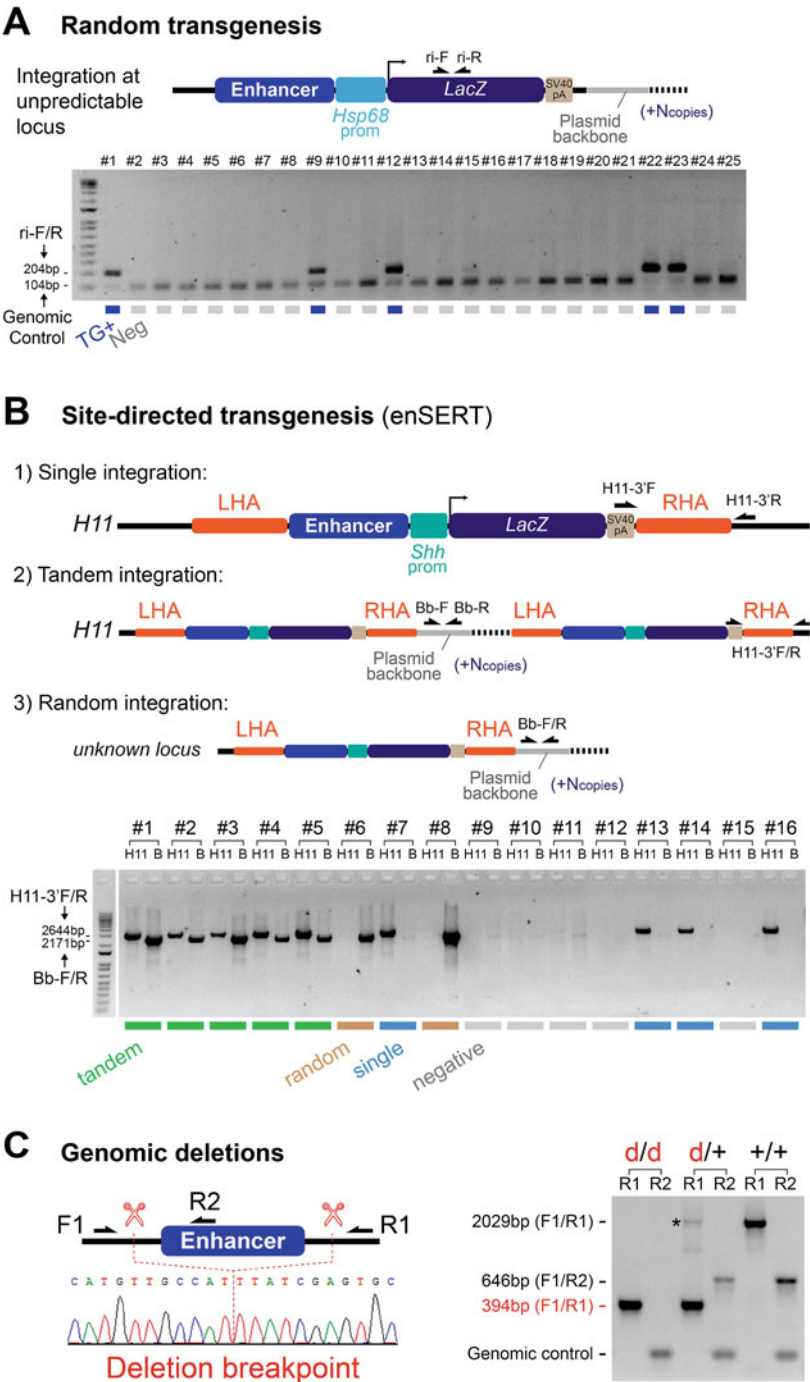 A Random transgenesis
Integration at
unpredictable
locus
ri-F ri-R
Enhancer
LacZ
SV40
pA
Hsp68
prom
Plasmid
backbone
(+Ncopies)
#1 #2 #3 #4 #5 #6 #7 #8 #9 #10 #11 #12 #13 #14 #15 #16 #17 #18 #19 #20 #21 #22 #23 #24 #25
ri-F/R
204bp
104bp
Genomic
Control
TG+
Neg
B Site-directed transgenesis (enSERT)
1) Single integration:
H11
LHA
Enhancer
Shh
prom
LacZ
SV40
pA
H11-3'F
RHA
H11-3'R
2) Tandem integration:
H11
LHA
RHA
Bb-F Bb-R
Plasmid
backbone
(+Ncopies)
LHA
RHA
H11-3'F/R
3) Random integration:
unknown locus
LHA
RHA
Bb-F/R
Plasmid
backbone
(+Ncopies)
#1 #2 #3 #4 #5 #6 #7 #8 #9 #10 #11 #12 #13 #14 #15 #16
H11 B H11 B H11 B H11 B H11 B H11 B H11 B H11 B H11 B H11 B H11 B H11 B H11 B H11 B H11 B H11 B
H11-3'F/R
2644bp
2171bp
Bb-F/R
tandem
random
single
negative
C Genomic deletions
F1
R2
R1
Enhancer
CATGTTGCCATTTATCGAGTGC
Deletion breakpoint
d/d d/+ +/+
R1 R2 R1 R2 R1 R2
2029bp (F1/R1)
*
646bp (F1/R2)
394bp (F1/R1)
Genomic control